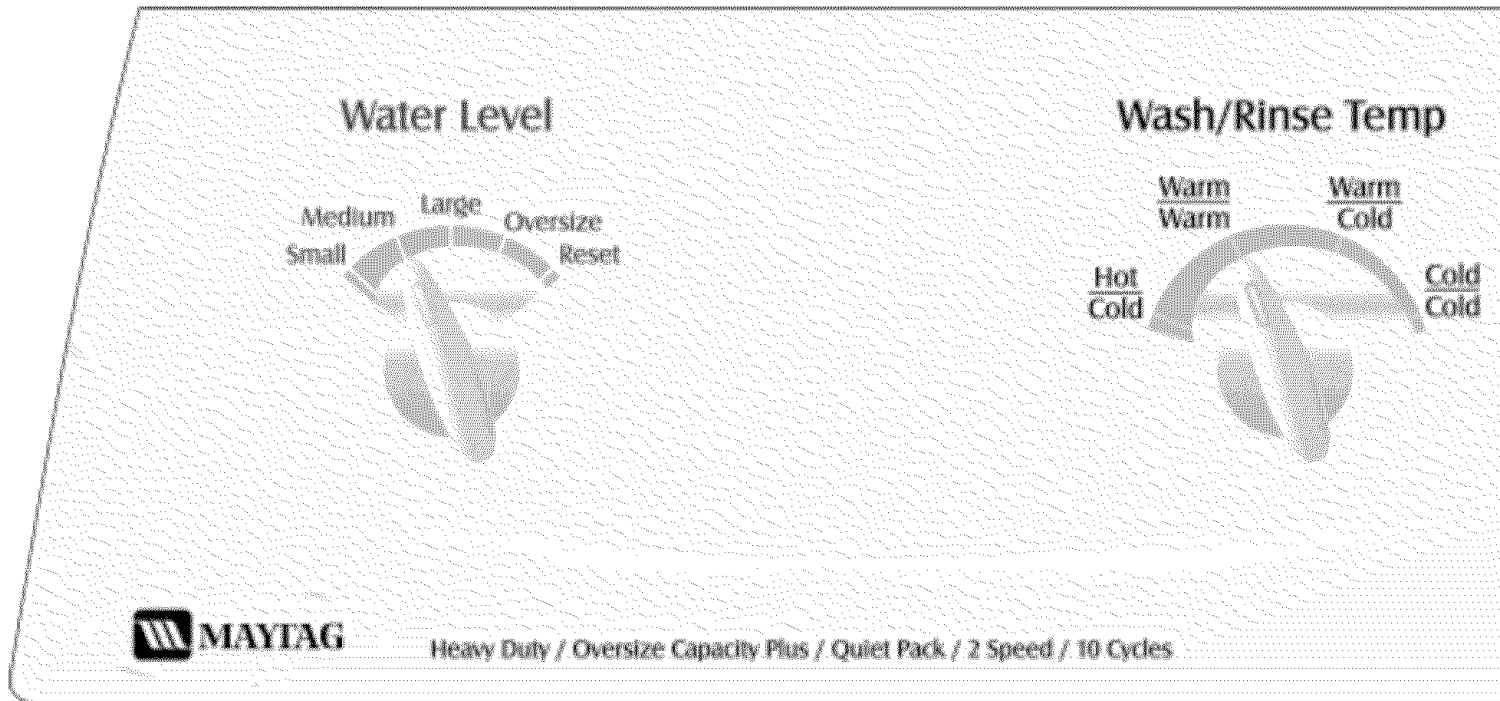 Water Level
Wash/Rinse Temp
Small
Medium
Large
Oversize
Reset
Hot
Cold
Warm
Warm
Warm
Cold
Cold
Cold
MAYTAG
Heavy Duty / Oversize Capacity Plus / Quiet Pack / 2 Speed / 10 Cycles